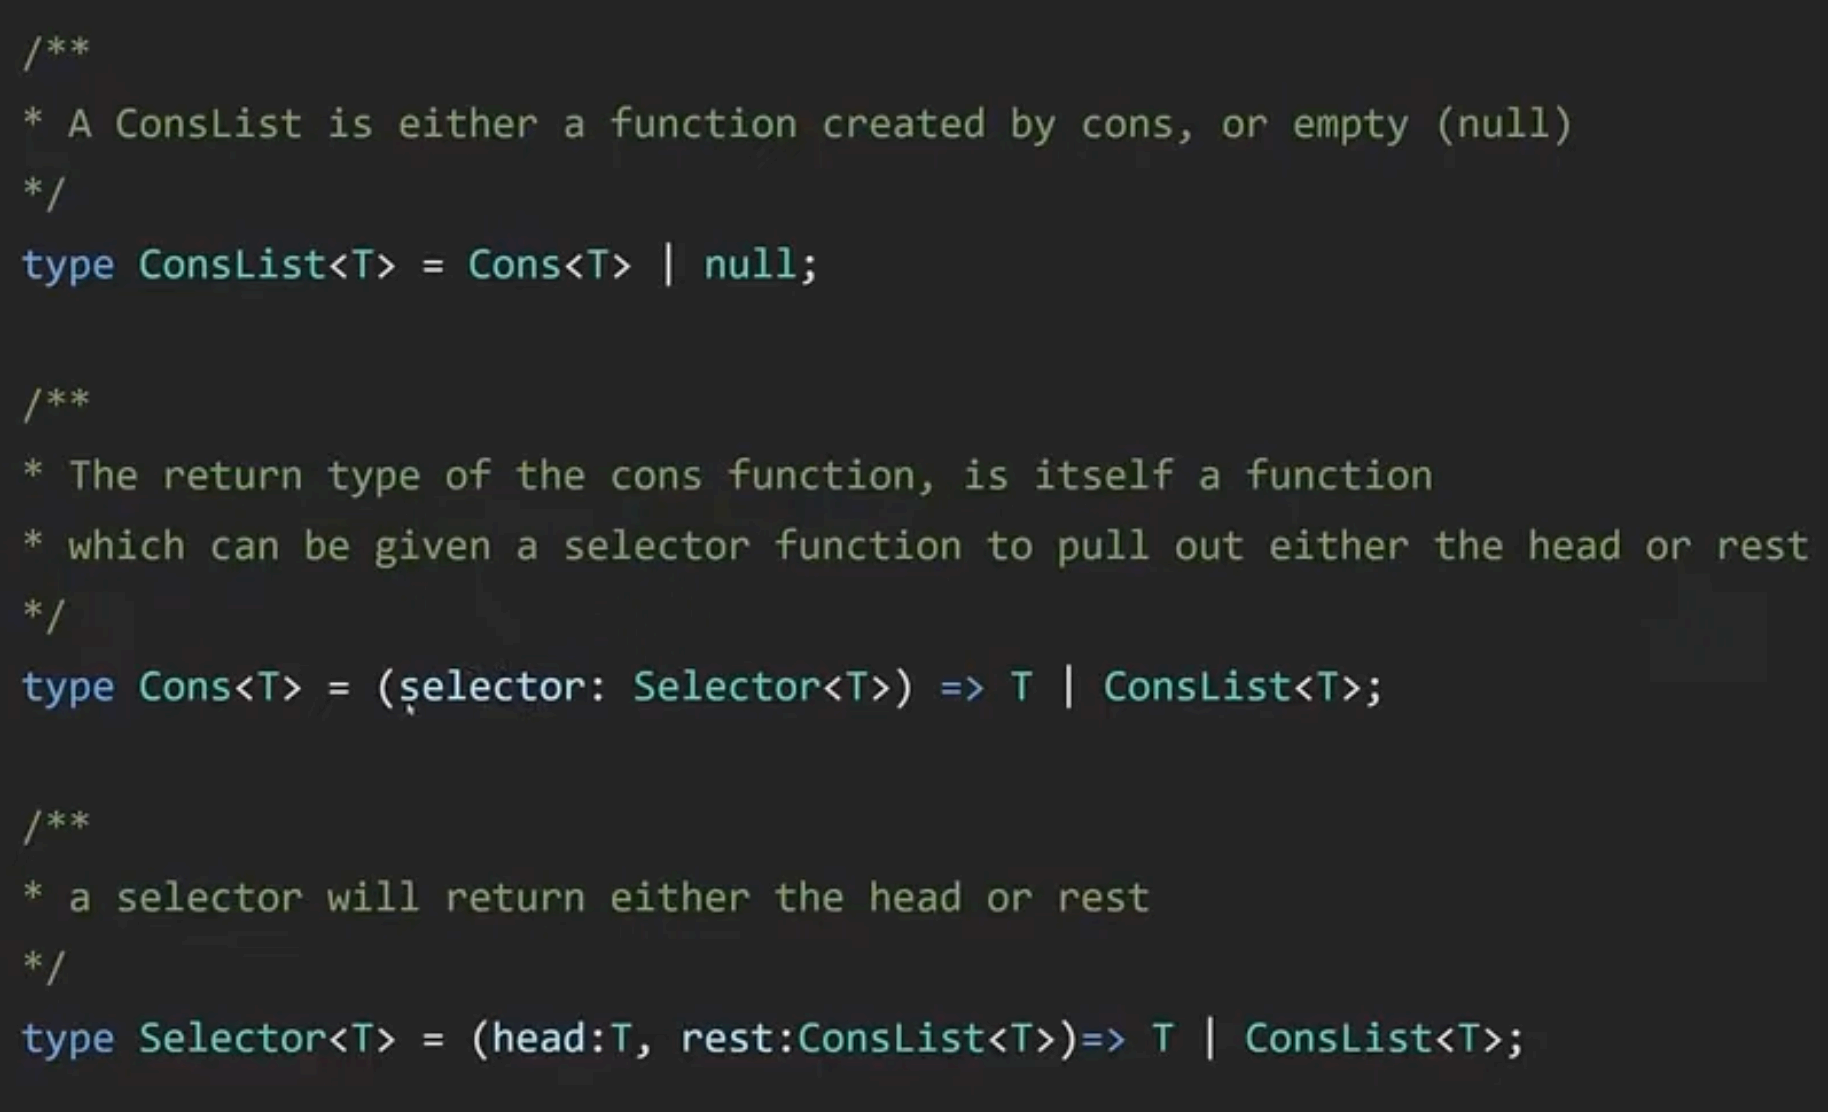 /**
* A ConsList is either a function created by cons, or empty (null)
*/
type ConsList<T> = Cons<T> | null;
/**
* The return type of the cons function, is itself a function
* which can be given a selector function to pull out either the head or rest
*/
type Cons<T> = (selector: Selector<T>) => T | ConsList<T>;
/**
* a selector will return either the head or rest
*/
type Selector<T> = (head:T, rest:ConsList<T>)=> T | ConsList<T>;